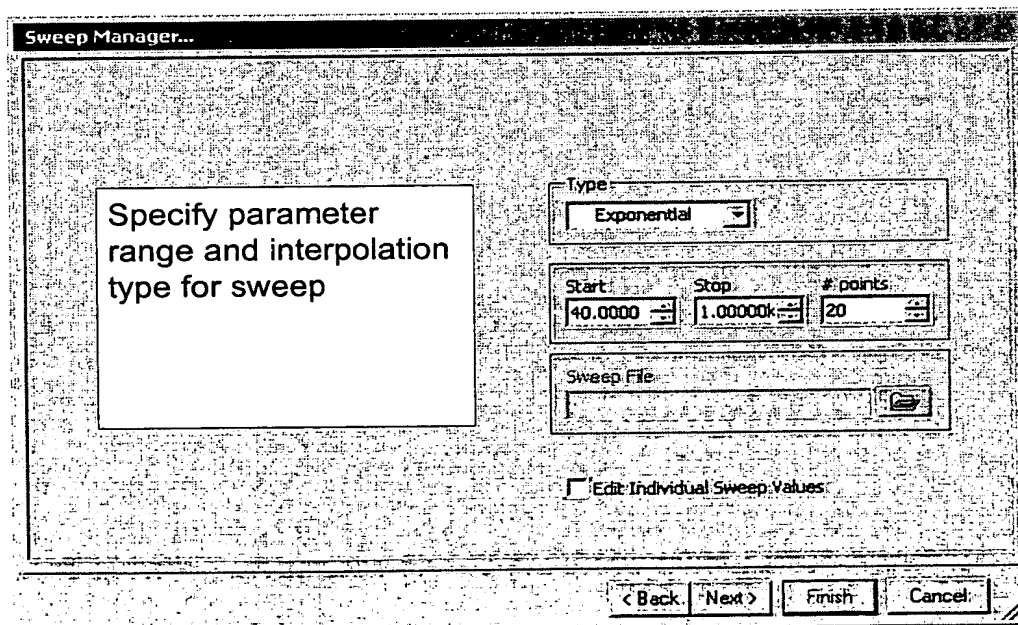 Sweep Manager...
Specify parameter
range and interpolation
type for sweep
Type
Exponential
Start
Stop
# points
40.0000
1.00000k
20
Sweep File
Edit Individual Sweep Values
< Back
Next >
Finish
Cancel